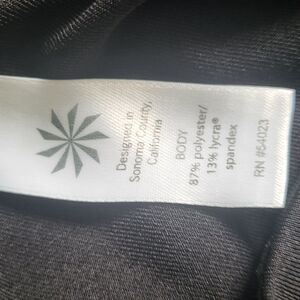 Designed in
Sonoma County,
California
BODY
87% polyester/
13% lycra®
spandex
RN #54023